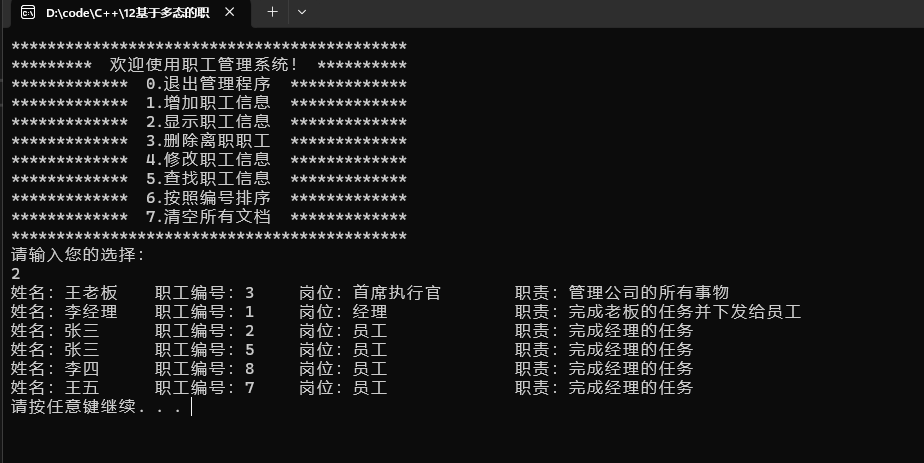 D:\code\C++\12基于多态的职
********************************************
*********  欢迎使用职工管理系统!  **********
*************  0.退出管理程序  *************
*************  1.增加职工信息  *************
*************  2.显示职工信息  *************
*************  3.删除离职职工  *************
*************  4.修改职工信息  *************
*************  5.查找职工信息  *************
*************  6.按照编号排序  *************
*************  7.清空所有文档  *************
********************************************
请输入您的选择:
2
姓名: 王老板    职工编号: 3     岗位: 首席执行官        职责: 管理公司的所有事物
姓名: 李经理    职工编号: 1     岗位: 经理              职责: 完成老板的任务并下发给员工
姓名: 张三      职工编号: 2     岗位: 员工              职责: 完成经理的任务
姓名: 张三      职工编号: 5     岗位: 员工              职责: 完成经理的任务
姓名: 李四      职工编号: 8     岗位: 员工              职责: 完成经理的任务
姓名: 王五      职工编号: 7     岗位: 员工              职责: 完成经理的任务
请按任意键继续. . .